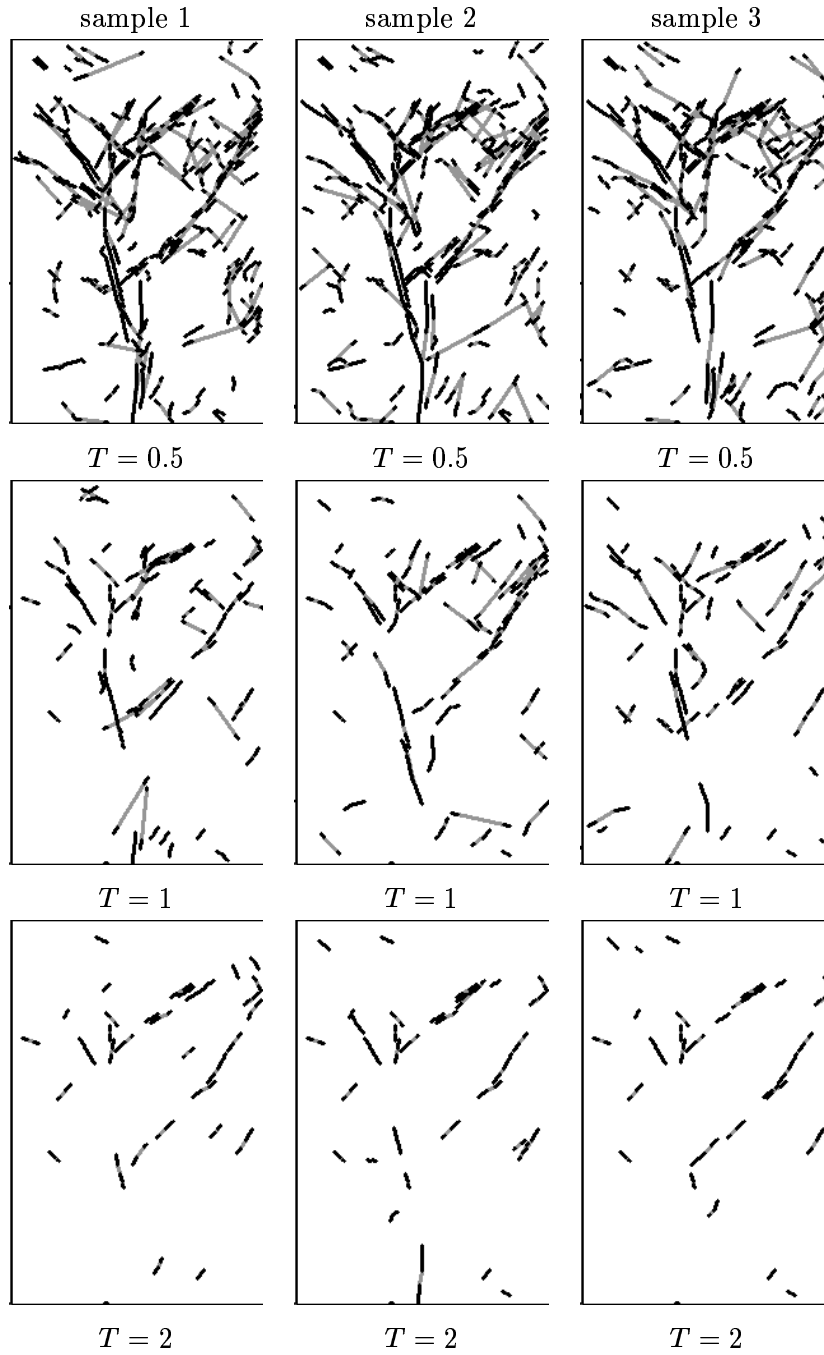 sample 1 sample 2 sample 3
T = 0.5 T = 0.5 T = 0.5
T = 1 T = 1 T = 1
T = 2 T = 2 T = 2